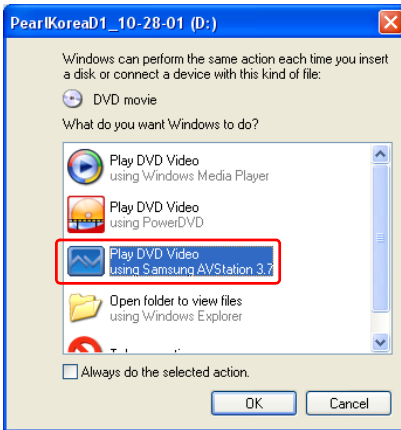 PearlKoreaD1_10-28-01 (D:)
Windows can perform the same action each time you insert
a disk or connect a device with this kind of file:
DVD movie
What do you want Windows to do?
Play DVD Video
using Windows Media Player
Play DVD Video
using PowerDVD
Play DVD Video
using Samsung AVStation 3.7
Open folder to view files
using Windows Explorer
Always do the selected action.
OK
Cancel